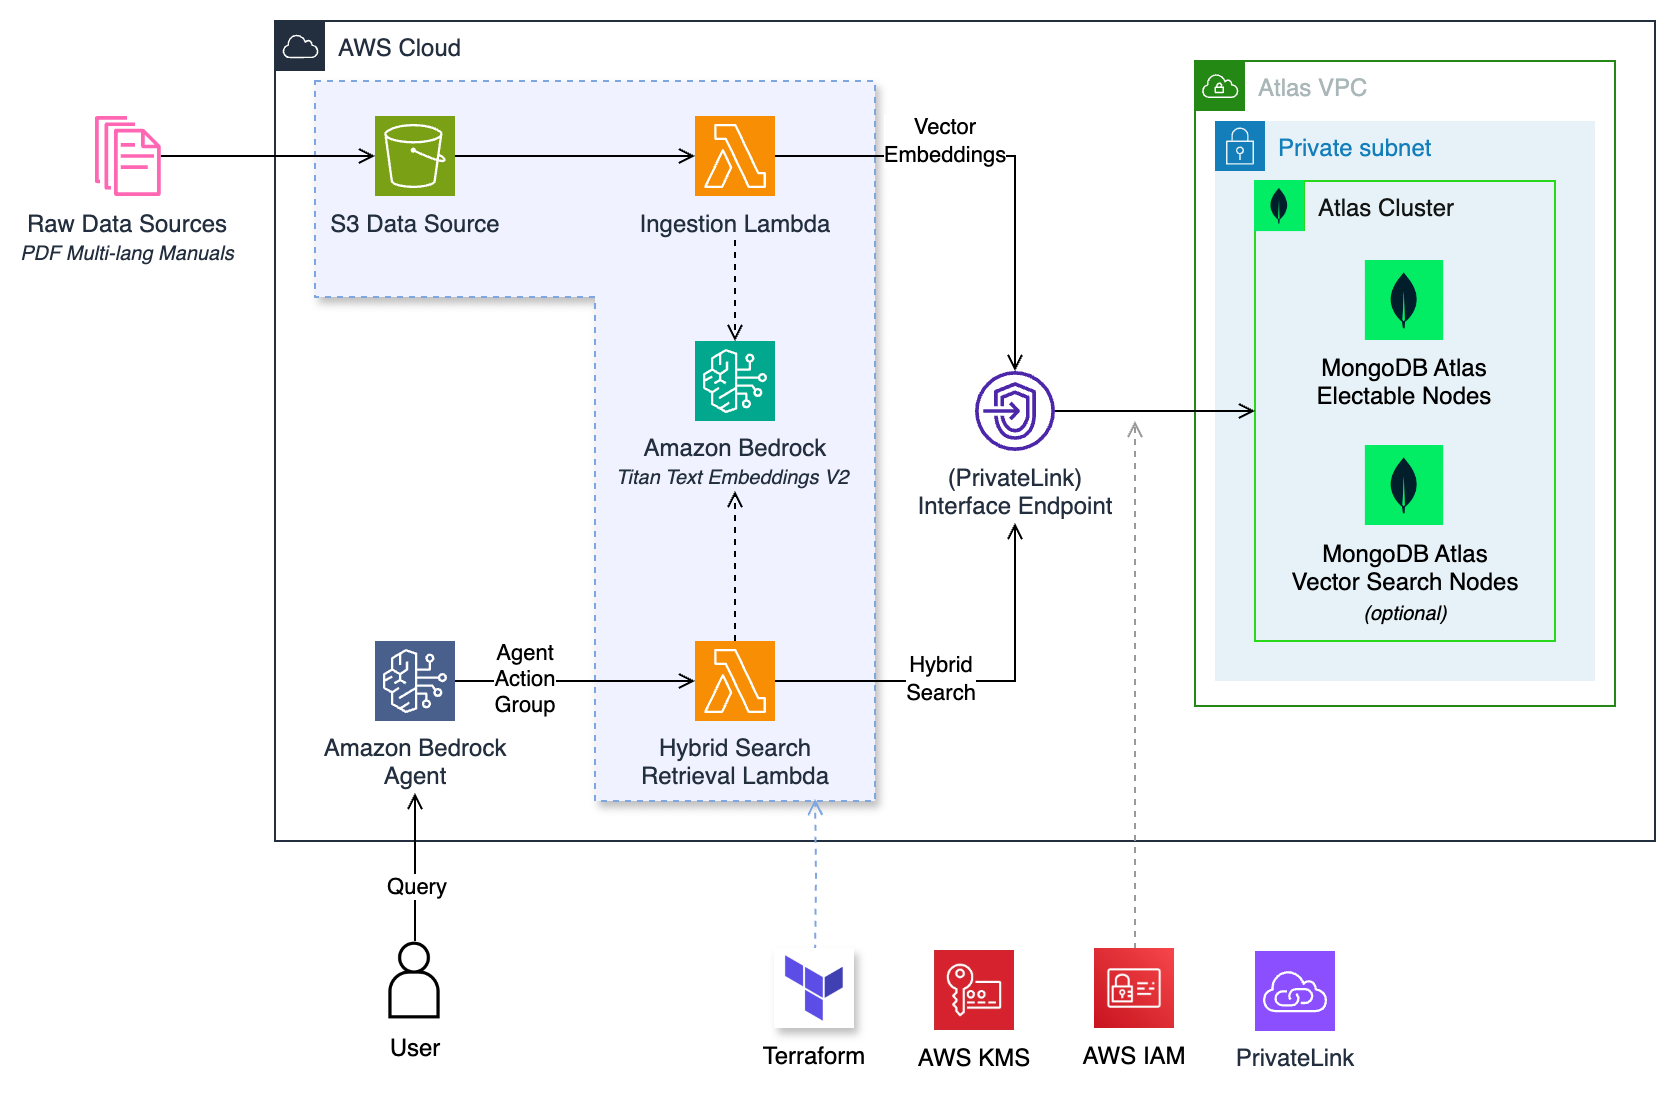 AWS Cloud
Atlas VPC
Private subnet
Atlas Cluster
Vector
Embeddings
Raw Data Sources
PDF Multi-lang Manuals
S3 Data Source
Ingestion Lambda
MongoDB Atlas
Electable Nodes
Amazon Bedrock
Titan Text Embeddings V2
(PrivateLink)
Interface Endpoint
MongoDB Atlas
Vector Search Nodes
(optional)
Agent
Action
Group
Hybrid
Search
Amazon Bedrock
Agent
Hybrid Search
Retrieval Lambda
Query
User
Terraform
AWS KMS
AWS IAM
PrivateLink